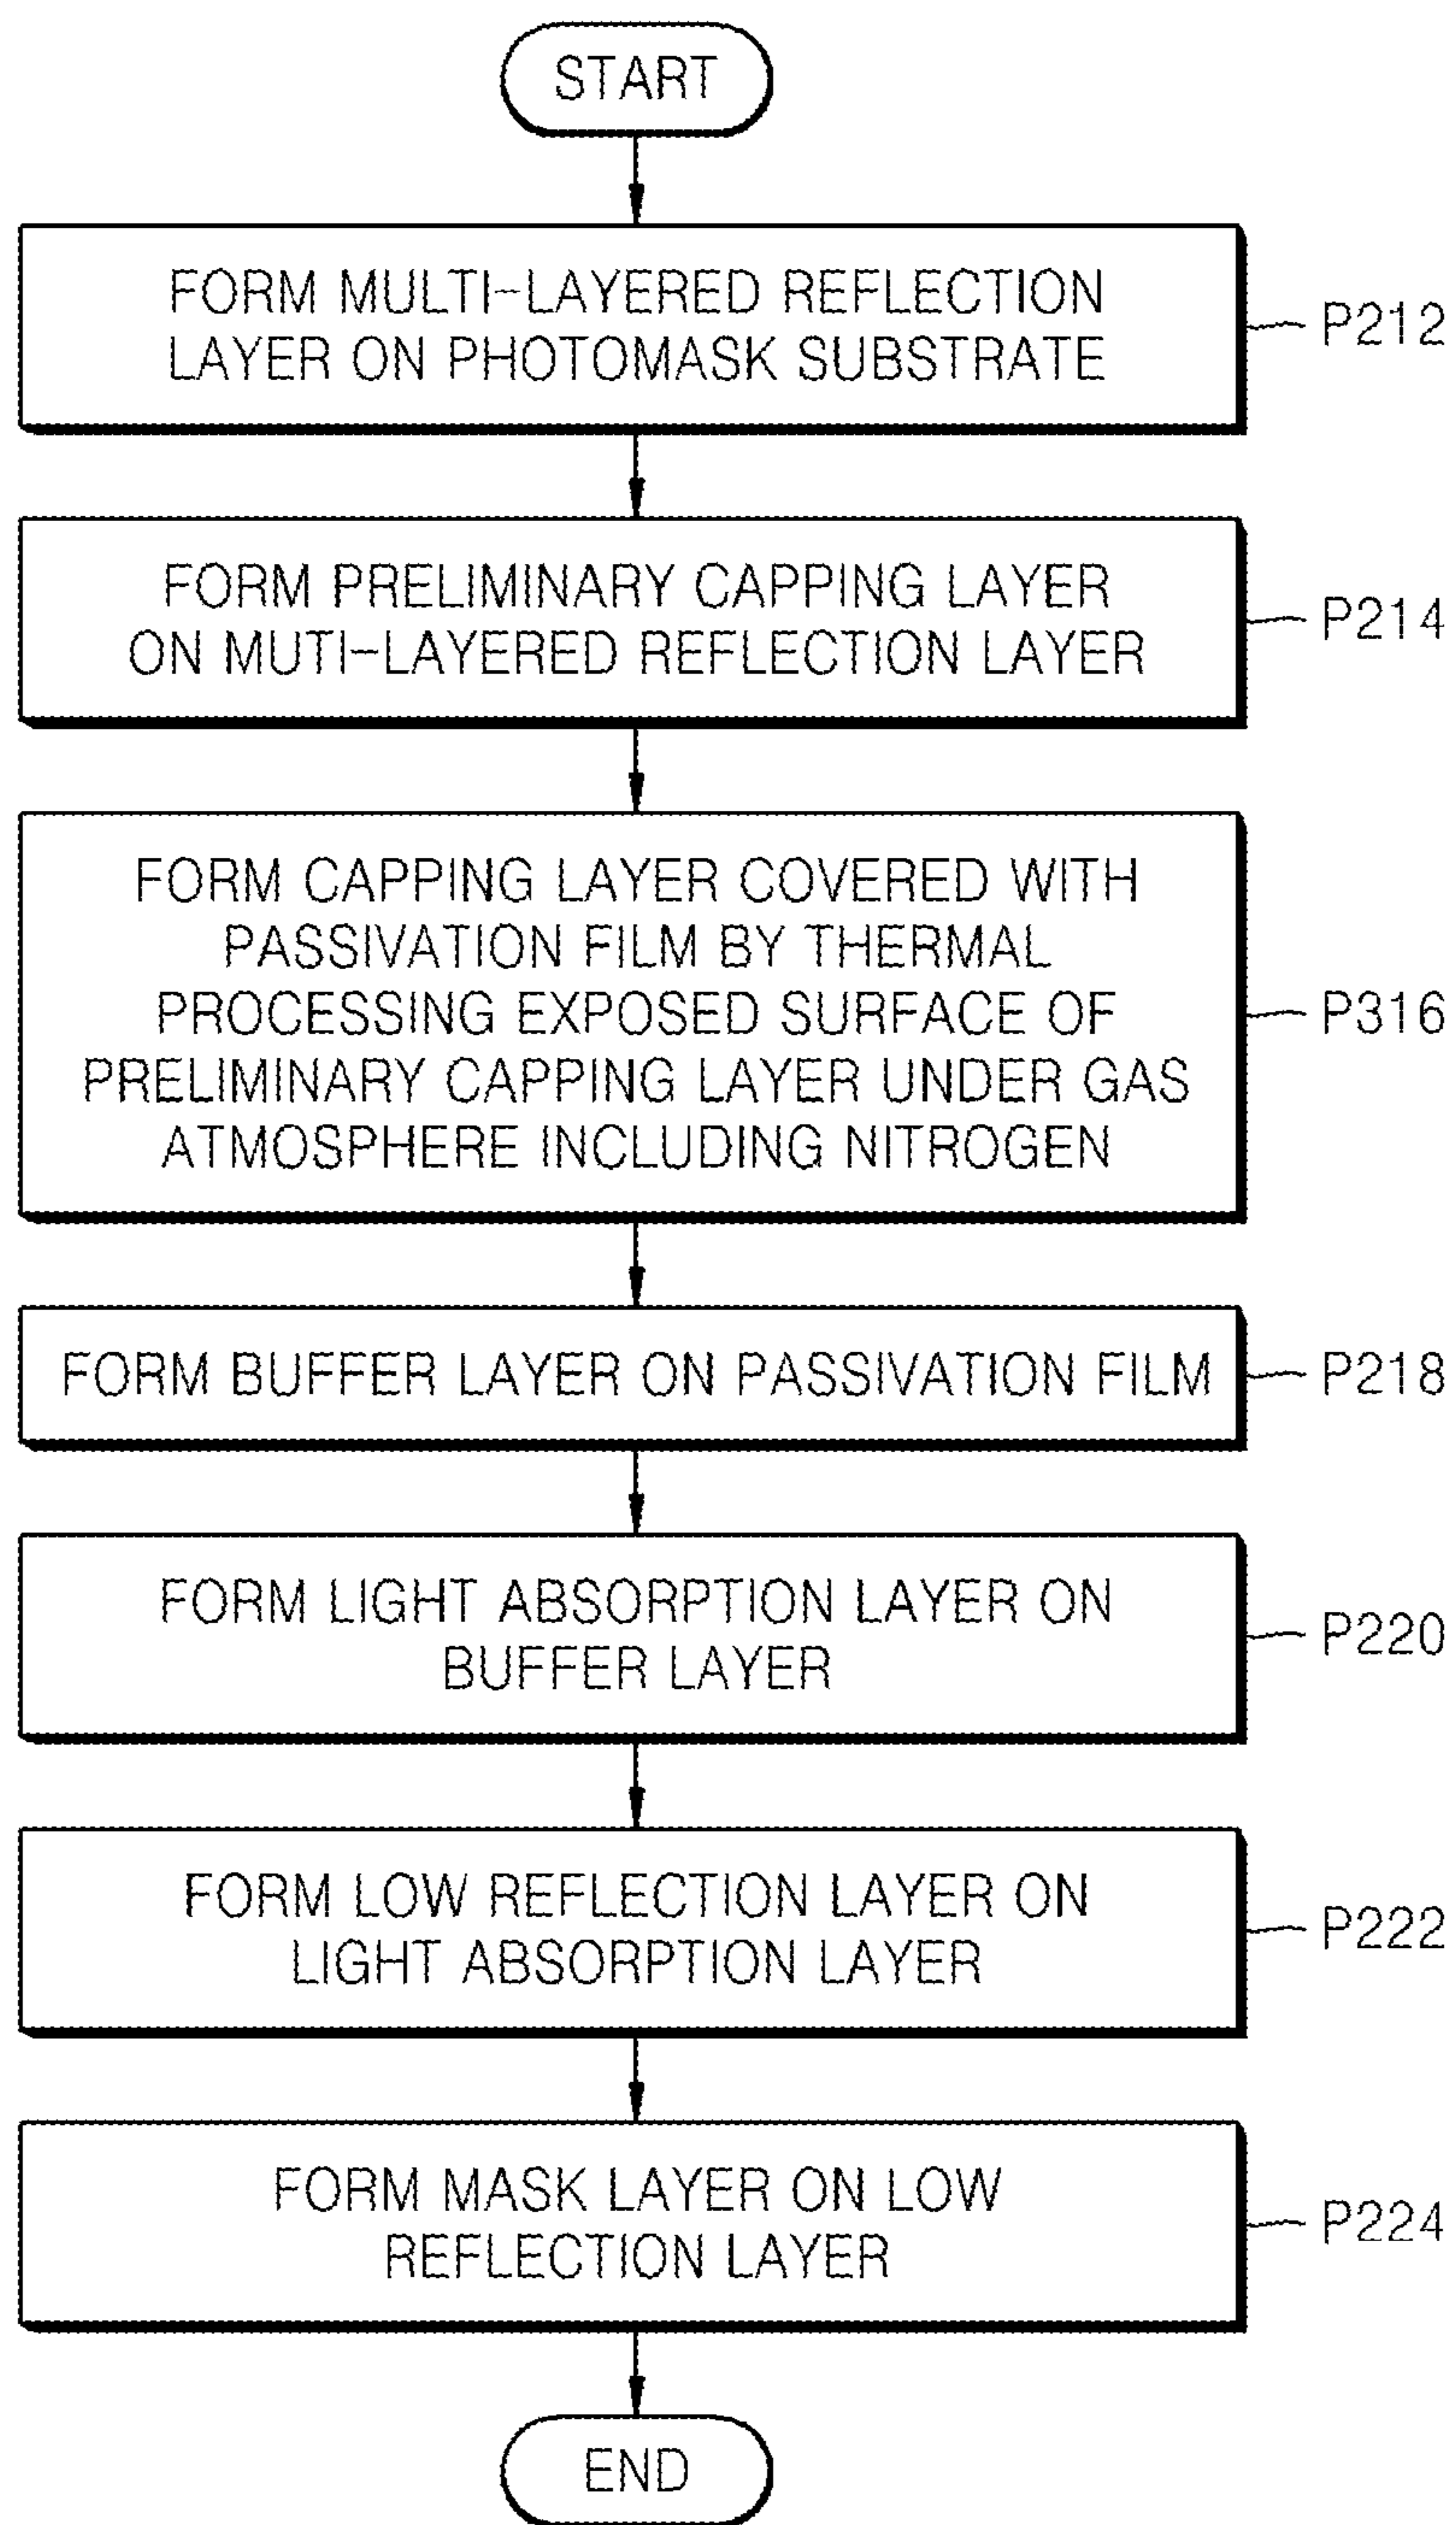 START
FORM MULTI-LAYERED REFLECTION
LAYER ON PHOTOMASK SUBSTRATE
P212
FORM PRELIMINARY CAPPING LAYER
ON MUTI-LAYERED REFLECTION LAYER
P214
FORM CAPPING LAYER COVERED WITH
PASSIVATION FILM BY THERMAL
PROCESSING EXPOSED SURFACE OF
PRELIMINARY CAPPING LAYER UNDER GAS
ATMOSPHERE INCLUDING NITROGEN
P316
FORM BUFFER LAYER ON PASSIVATION FILM
P218
FORM LIGHT ABSORPTION LAYER ON
BUFFER LAYER
P220
FORM LOW REFLECTION LAYER ON
LIGHT ABSORPTION LAYER
P222
FORM MASK LAYER ON LOW
REFLECTION LAYER
P224
END